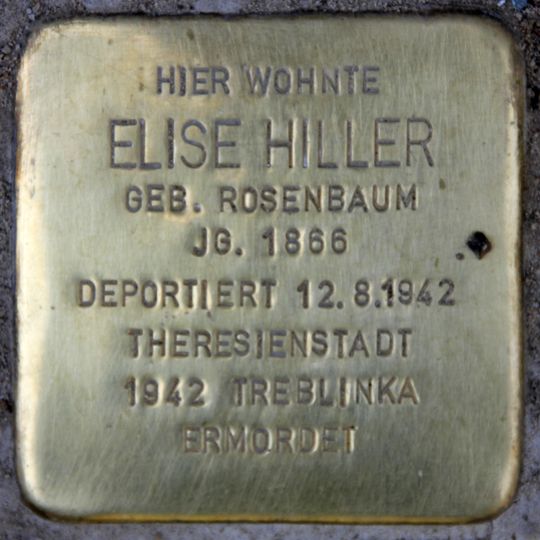 HIER WOHNTE
ELISE HILLER
GEB. ROSENBAUM
JG. 1866
DEPORTIERT 12.8.1942
THERESIENSTADT
1942 TREBLINKA
ERMORDET